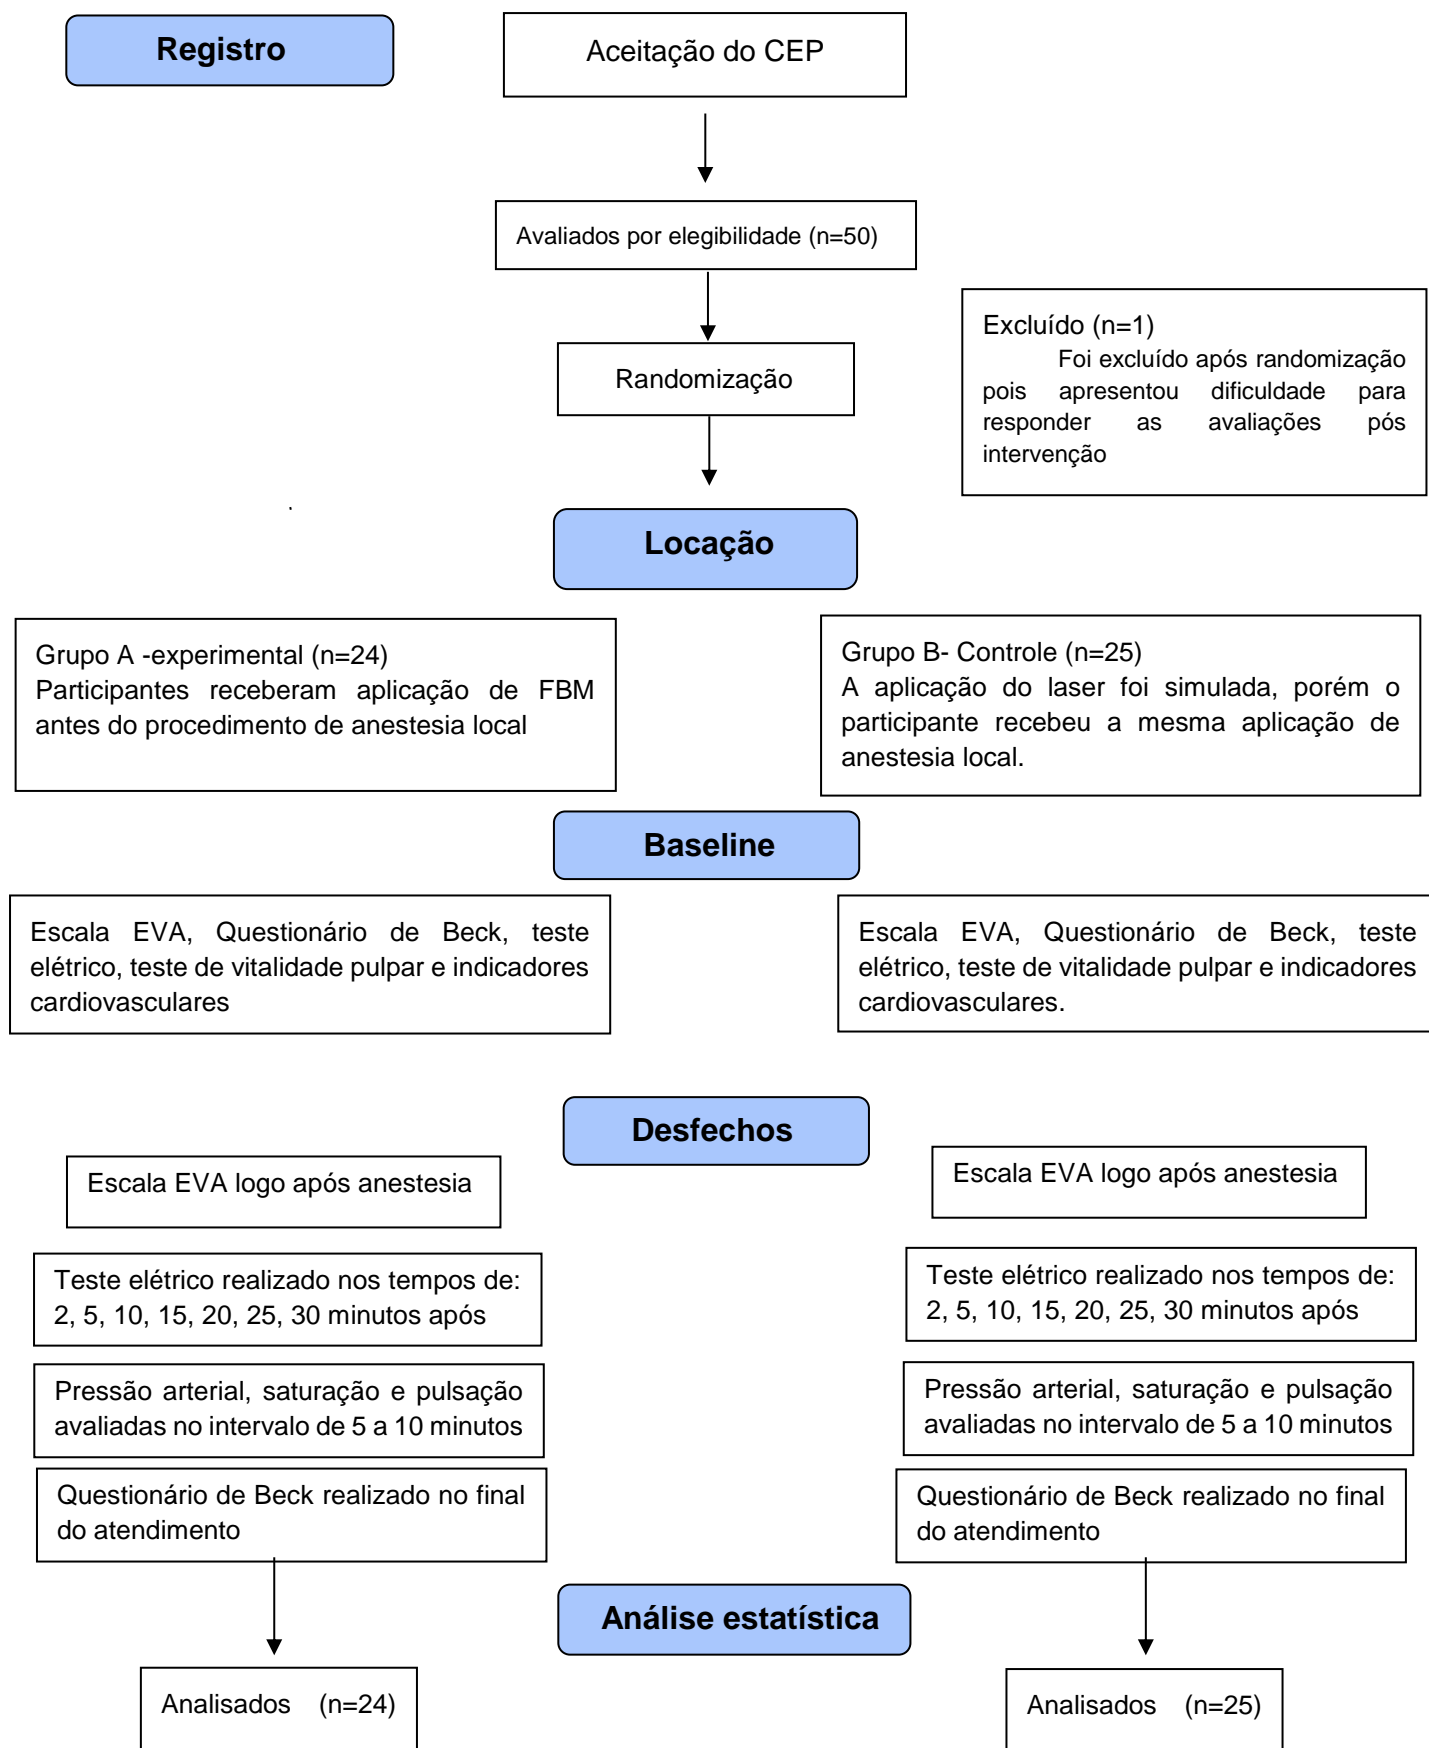 Registro
Aceitação do CEP
Avaliados por elegibilidade (n=50)
Randomização
Excluído (n=1)
Foi excluído após randomização
pois apresentou dificuldade para
responder as avaliações pós
intervenção
Locação
Grupo A -experimental (n=24)
Participantes receberam aplicação de FBM
antes do procedimento de anestesia local
Grupo B- Controle (n=25)
A aplicação do laser foi simulada, porém o
participante recebeu a mesma aplicação de
anestesia local.
Baseline
Escala EVA, Questionário de Beck, teste
elétrico, teste de vitalidade pulpar e indicadores
cardiovasculares
Escala EVA, Questionário de Beck, teste
elétrico, teste de vitalidade pulpar e indicadores
cardiovasculares.
Desfechos
Escala EVA logo após anestesia
Teste elétrico realizado nos tempos de:
2, 5, 10, 15, 20, 25, 30 minutos após
Pressão arterial, saturação e pulsação
avaliadas no intervalo de 5 a 10 minutos
Questionário de Beck realizado no final
do atendimento
Escala EVA logo após anestesia
Teste elétrico realizado nos tempos de:
2, 5, 10, 15, 20, 25, 30 minutos após
Pressão arterial, saturação e pulsação
avaliadas no intervalo de 5 a 10 minutos
Questionário de Beck realizado no final
do atendimento
Análise estatística
Analisados (n=24)
Analisados (n=25)